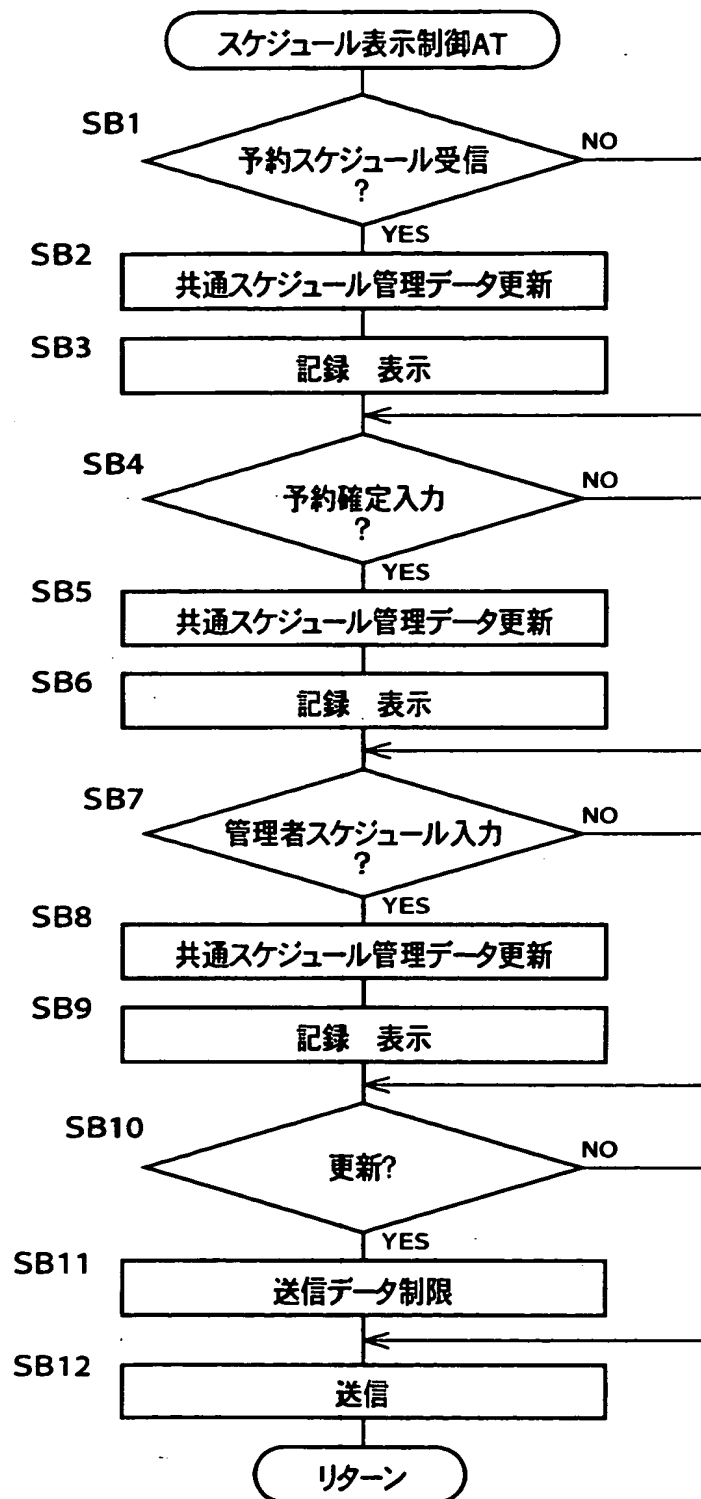 スケジュール表示制御AT
SB1
予約スケジュール受信
?
NO
YES
SB2
共通スケジュール管理データ更新
SB3
記録 表示
SB4
予約確定入力
?
NO
YES
SB5
共通スケジュール管理データ更新
SB6
記録 表示
SB7
管理者スケジュール入力
?
NO
YES
SB8
共通スケジュール管理データ更新
SB9
記録 表示
SB10
更新?
NO
YES
SB11
送信データ制限
SB12
送信
リターン